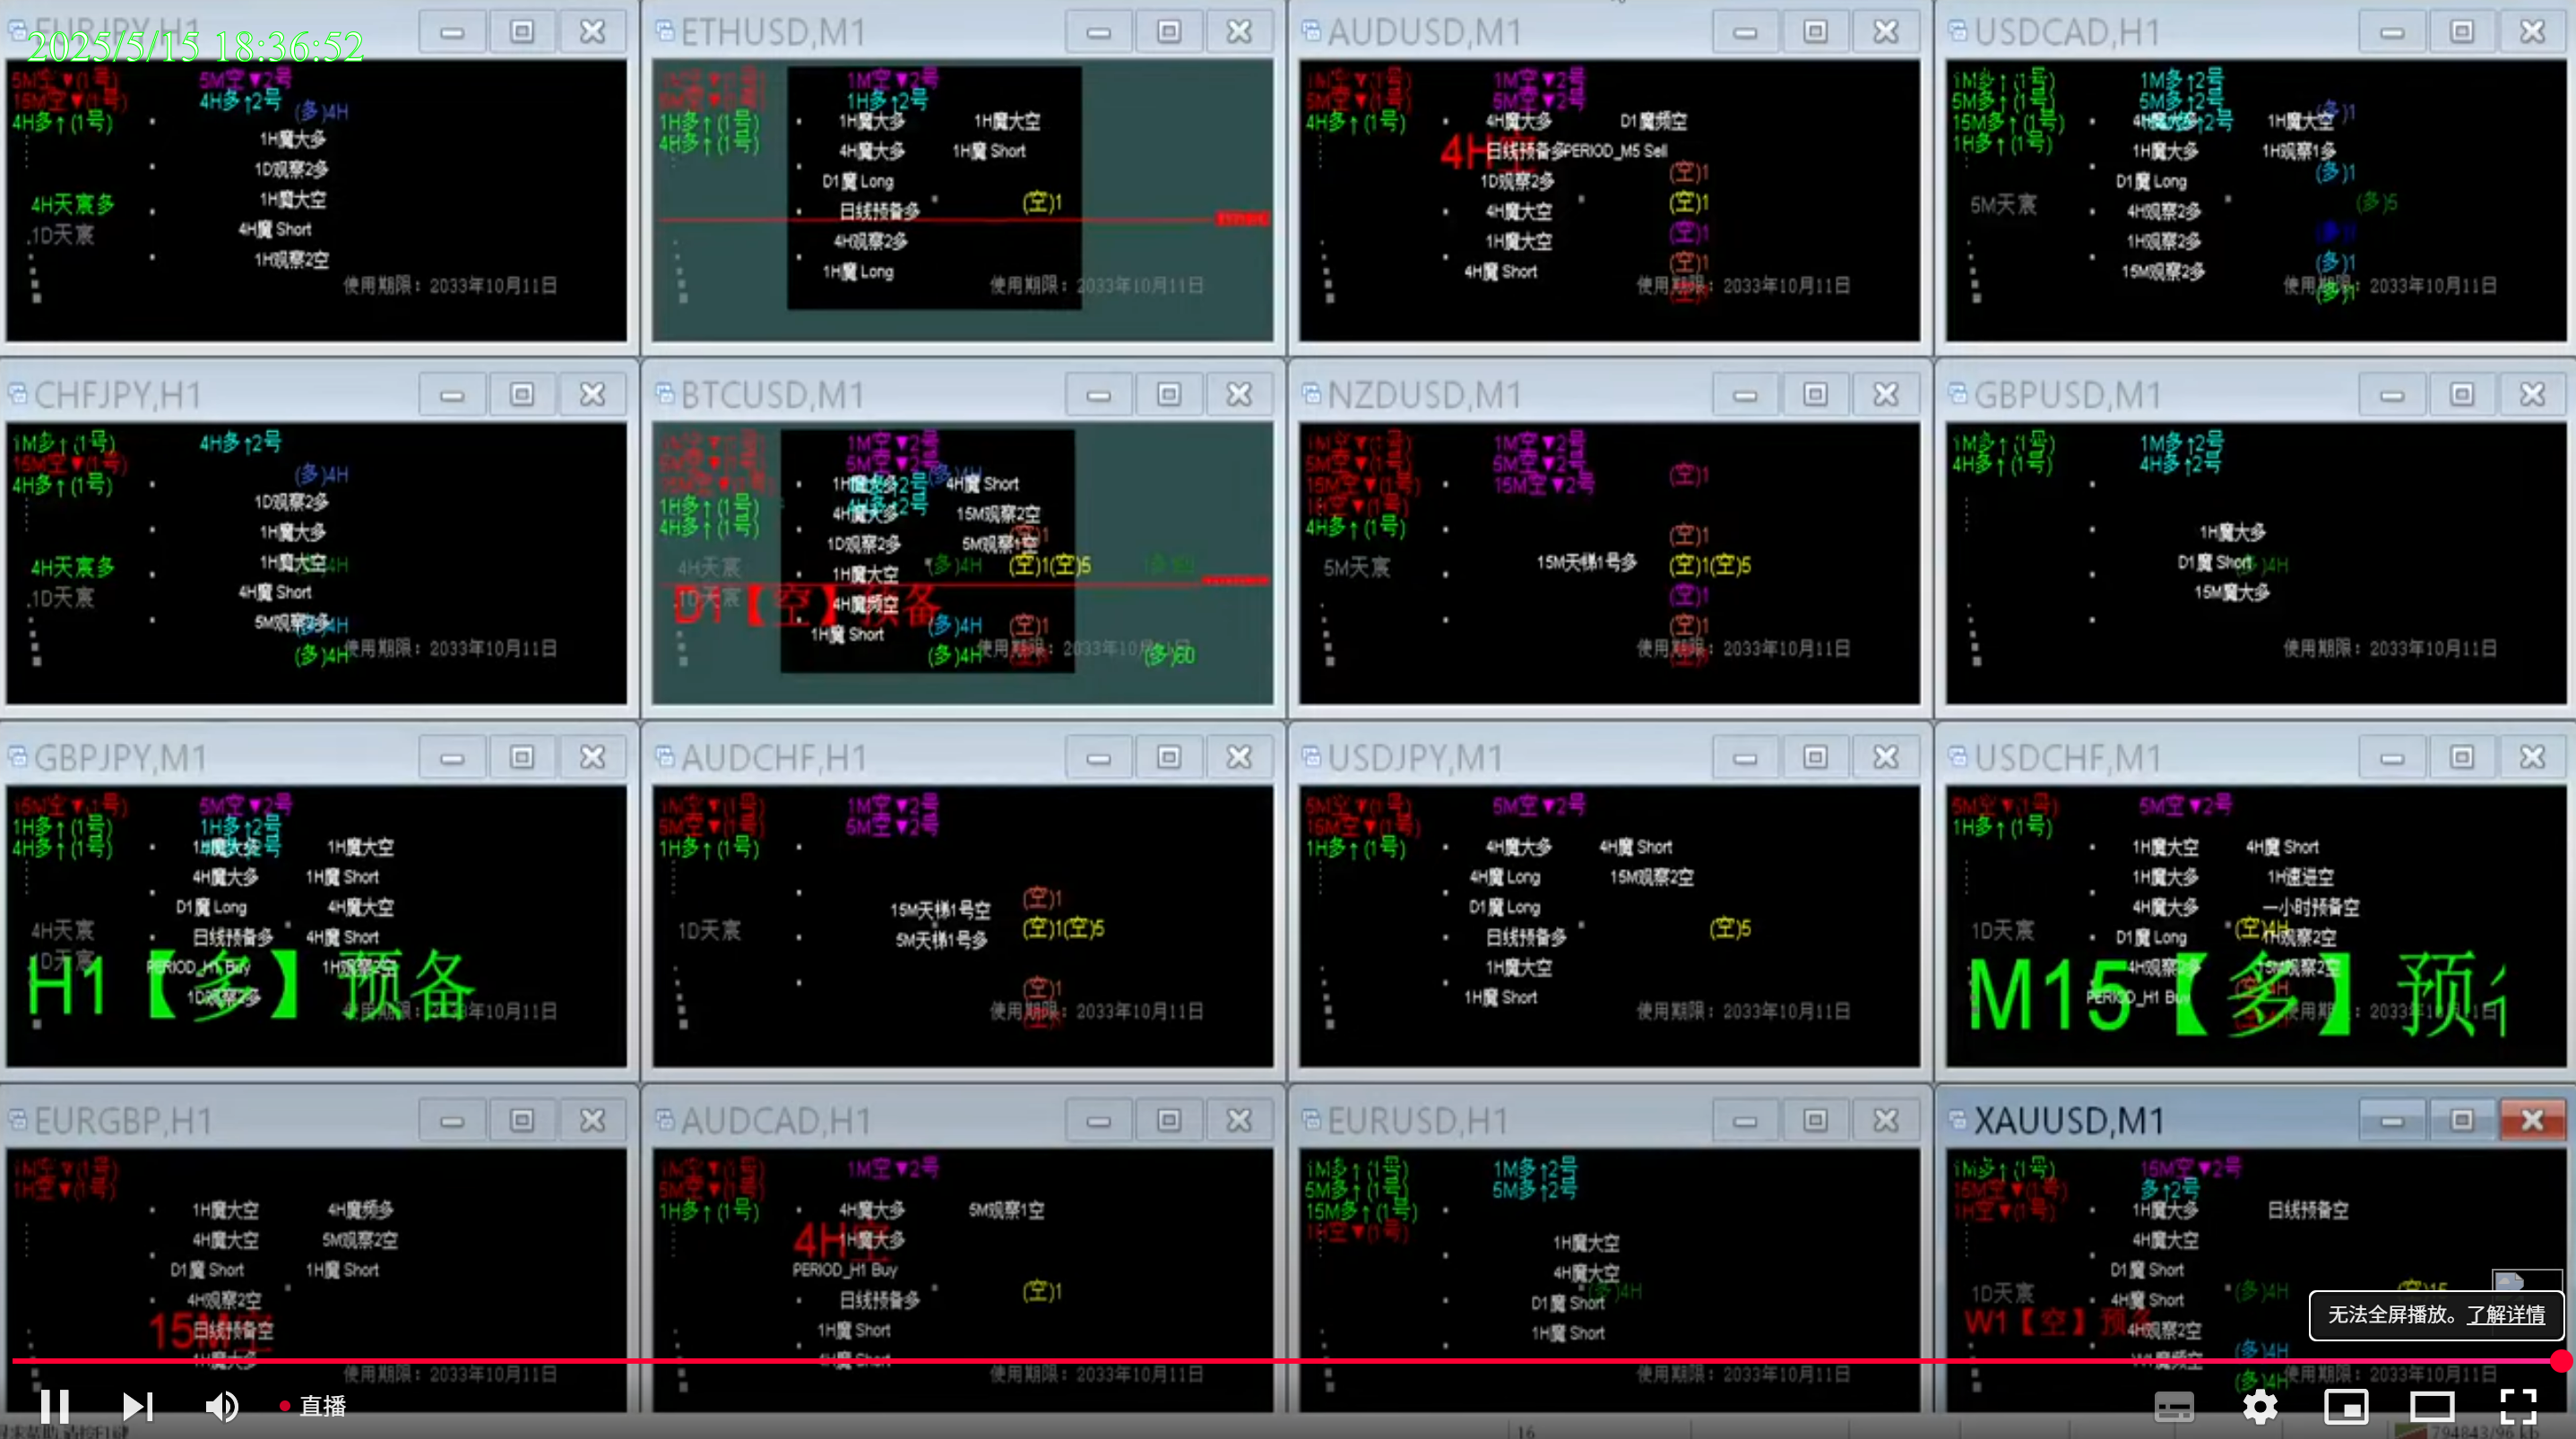 EURJPY,H1
2025/5/15 18:36:52
5M空▼(1号) 5M空▼2号
15M空▼(1号) 4H多↑2号
4H多↑(1号) (多)4H
1H魔大多
1D观察2多
1H魔大空
4H天宸多
1D天宸
4H魔 Short
1H观察2空
使用期限：2033年10月11日
ETHUSD,M1
1M空▼2号
1H多↑2号
1H多↑(1号) 1H魔大多 1H魔大空
4H多↑(1号) 4H魔大多 1H魔 Short
D1魔 Long
日线预备多 (空)1
4H观察2多
1H魔 Long
使用期限：2033年10月11日
AUDUSD,M1
1M空▼(1号) 1M空▼2号
5M空▼(1号) 5M空▼2号
4H多↑(1号) 4H魔大多 D1魔频空
4H空
日线预备多 PERIOD_M5 Sell
(空)1
1D观察2多
4H魔大空 (空)1
1H魔大空 (空)1
4H魔 Short (空)1
使用期限：2033年10月11日
USDCAD,H1
1M多↑(1号) 1M多↑2号
5M多↑(1号) 5M多↑2号
15M多↑(1号) 4H魔大多 1H魔大空 (多)1
1H多↑(1号) 1H魔大多 1H观察1多
D1魔 Long (多)1
5M天宸 4H观察2多 (多)5
1H观察2多
15M观察2多 (多)1
使用期限：2033年10月11日
(多)1
CHFJPY,H1
1M多↑(1号) 4H多↑2号
15M空▼(1号)
4H多↑(1号) (多)4H
1D观察2多
1H魔大多
4H天宸多 1H魔大空
1D天宸 4H魔 Short
5M观察2多
(多)4H
使用期限：2033年10月11日
BTCUSD,M1
1M空▼2号
5M空▼2号
1H魔大多 4H魔 Short
1H多↑(1号)
4H多↑(1号) 4H魔大多 15M观察2空
1D观察2多 5M观察1空
4H天宸 1H魔大空 (多)4H (空)1(空)5
1D天宸 4H魔频空
D1【空】预备
1H魔 Short (多)4H (空)1
(多)4H (多)60
使用期限：2033年10月11日
NZDUSD,M1
1M空▼(1号) 1M空▼2号
5M空▼(1号) 5M空▼2号
15M空▼(1号) 15M空▼2号 (空)1
1H空▼(1号)
4H多↑(1号) (空)1
5M天宸 15M天梯1号多 (空)1(空)5
(空)1
(空)1
使用期限：2033年10月11日
GBPUSD,M1
1M多↑(1号) 1M多↑2号
4H多↑(1号) 4H多↑2号
1H魔大多
D1魔 Short
15M魔大多
使用期限：2033年10月11日
GBPJPY,M1
15M空▼(1号) 5M空▼2号
1H多↑(1号) 1H多↑2号
4H多↑(1号) 1H魔大空
4H魔大多 1H魔 Short
D1魔 Long 4H魔大空
4H天宸 日线预备多 4H魔 Short
1D天宸 PERIOD_H1 Buy 1H观察2空
H1【多】预备
1D观察2多
使用期限：2033年10月11日
AUDCHF,H1
1M空▼(1号) 1M空▼2号
5M空▼(1号) 5M空▼2号
1H多↑(1号)
(空)1
15M天梯1号空
1D天宸 (空)1(空)5
5M天梯1号多
(空)1
使用期限：2033年10月11日
USDJPY,M1
5M空▼(1号) 5M空▼2号
15M空▼(1号)
1H多↑(1号) 4H魔大多 4H魔 Short
4H魔 Long 15M观察2空
D1魔 Long
日线预备多 (空)5
1H魔大空
1H魔 Short
使用期限：2033年10月11日
USDCHF,M1
5M空▼(1号) 5M空▼2号
1H多↑(1号)
1H魔大空 4H魔 Short
1H魔大多 1H速进空
4H魔大多 一小时预备空
1D天宸 D1魔 Long (空)4H 1H观察2空
4H观察2多 15M观察2空
M15【多】预
PERIOD_H1 Buy
使用期限：2033年10月11日
EURGBP,H1
1M空▼(1号)
1H空▼(1号)
1H魔大空 4H魔频多
4H魔大空 5M观察2空
D1魔 Short 1H魔 Short
4H观察2空
15M空
日线预备空
1H魔大多
使用期限：2033年10月11日
AUDCAD,H1
1M空▼(1号) 1M空▼2号
5M空▼(1号)
1H多↑(1号) 4H魔大多 5M观察1空
4H空
1H魔大多
PERIOD_H1 Buy
日线预备多 (空)1
1H魔 Short
4H魔 Short
使用期限：2033年10月11日
EURUSD,H1
1M多↑(1号) 1M多↑2号
5M多↑(1号) 5M多↑2号
15M多↑(1号)
1H空▼(1号)
1H魔大空
4H魔大空
(多)4H
D1魔 Short
1H魔 Short
使用期限：2033年10月11日
XAUUSD,M1
1M多↑(1号) 15M空▼2号
15M空▼(1号) 多↑2号
1H空▼(1号) 1H魔大多 日线预备空
4H魔大空
D1魔 Short
1D天宸 4H魔 Short (多)4H (空)15
W1【空】预备
4H观察2空
(多)4H
W1魔频空
(多)4H
使用期限：2033年10月11日
无法全屏播放。了解详情
直播
16
794843/96 kb